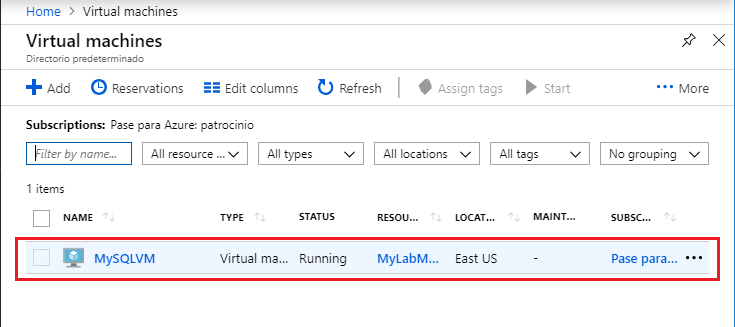 Home > Virtual machines
Virtual machines
Directorio predeterminado
Add Reservations Edit columns Refresh Assign tags Start ··· More
Subscriptions: Pase para Azure: patrocinio
Filter by name... All resource ... All types All locations All tags No grouping
1 items
NAME TYPE STATUS RESOU... LOCAT... MAINT... SUBSC...
MySQLVM Virtual ma... Running MyLabM... East US - Pase para... ···